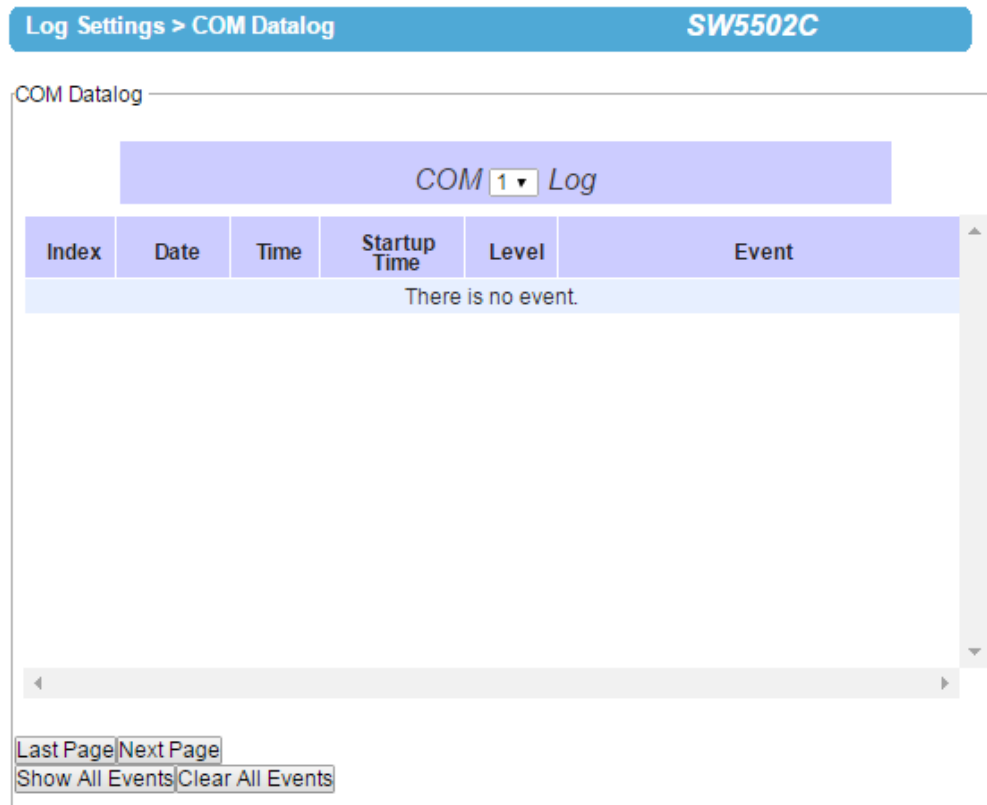 Log Settings > COM Datalog SW5502C
COM Datalog
COM 1 Log
Index Date Time Startup Time Level Event
There is no event.
Last Page Next Page
Show All Events Clear All Events